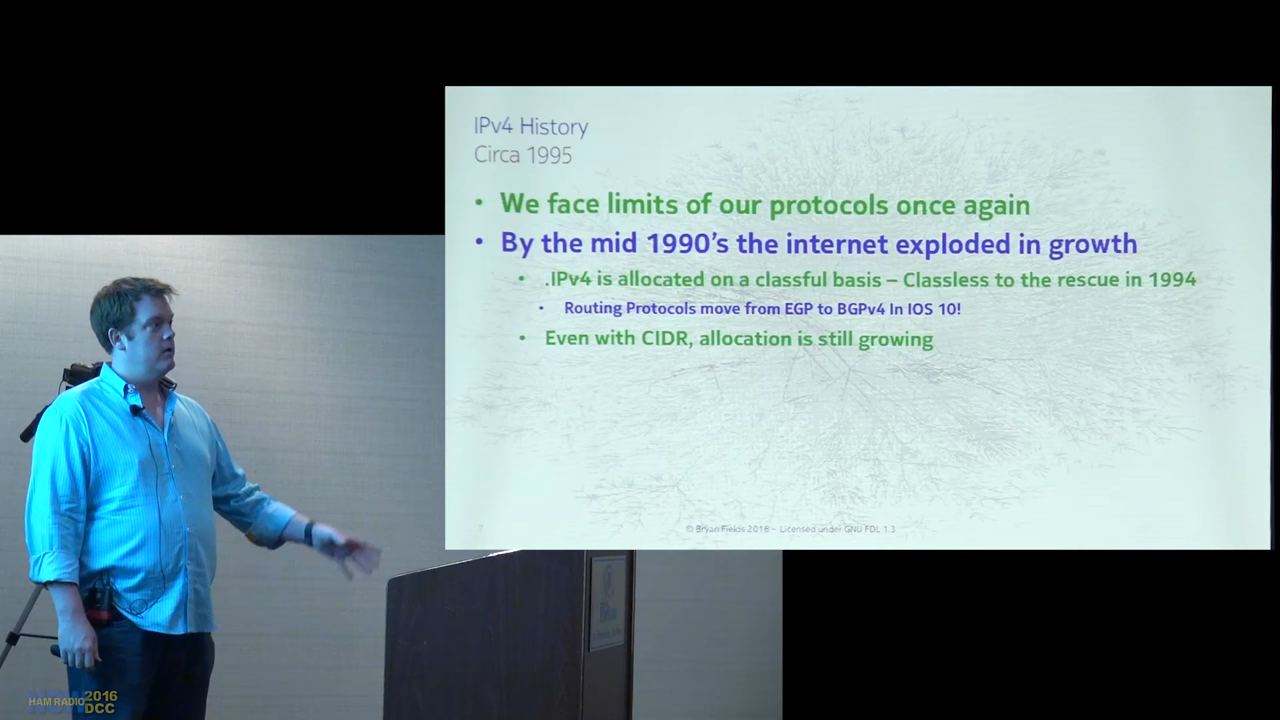 IPv4 History
Circa 1995
• We face limits of our protocols once again
• By the mid 1990's the internet exploded in growth
• .IPv4 is allocated on a classful basis – Classless to the rescue in 1994
• Routing Protocols move from EGP to BGPv4 In IOS 10!
• Even with CIDR, allocation is still growing
© Bryan Fields 2016 – Licensed under GNU FDL 1.3
HAM RADIO 2016
DCC